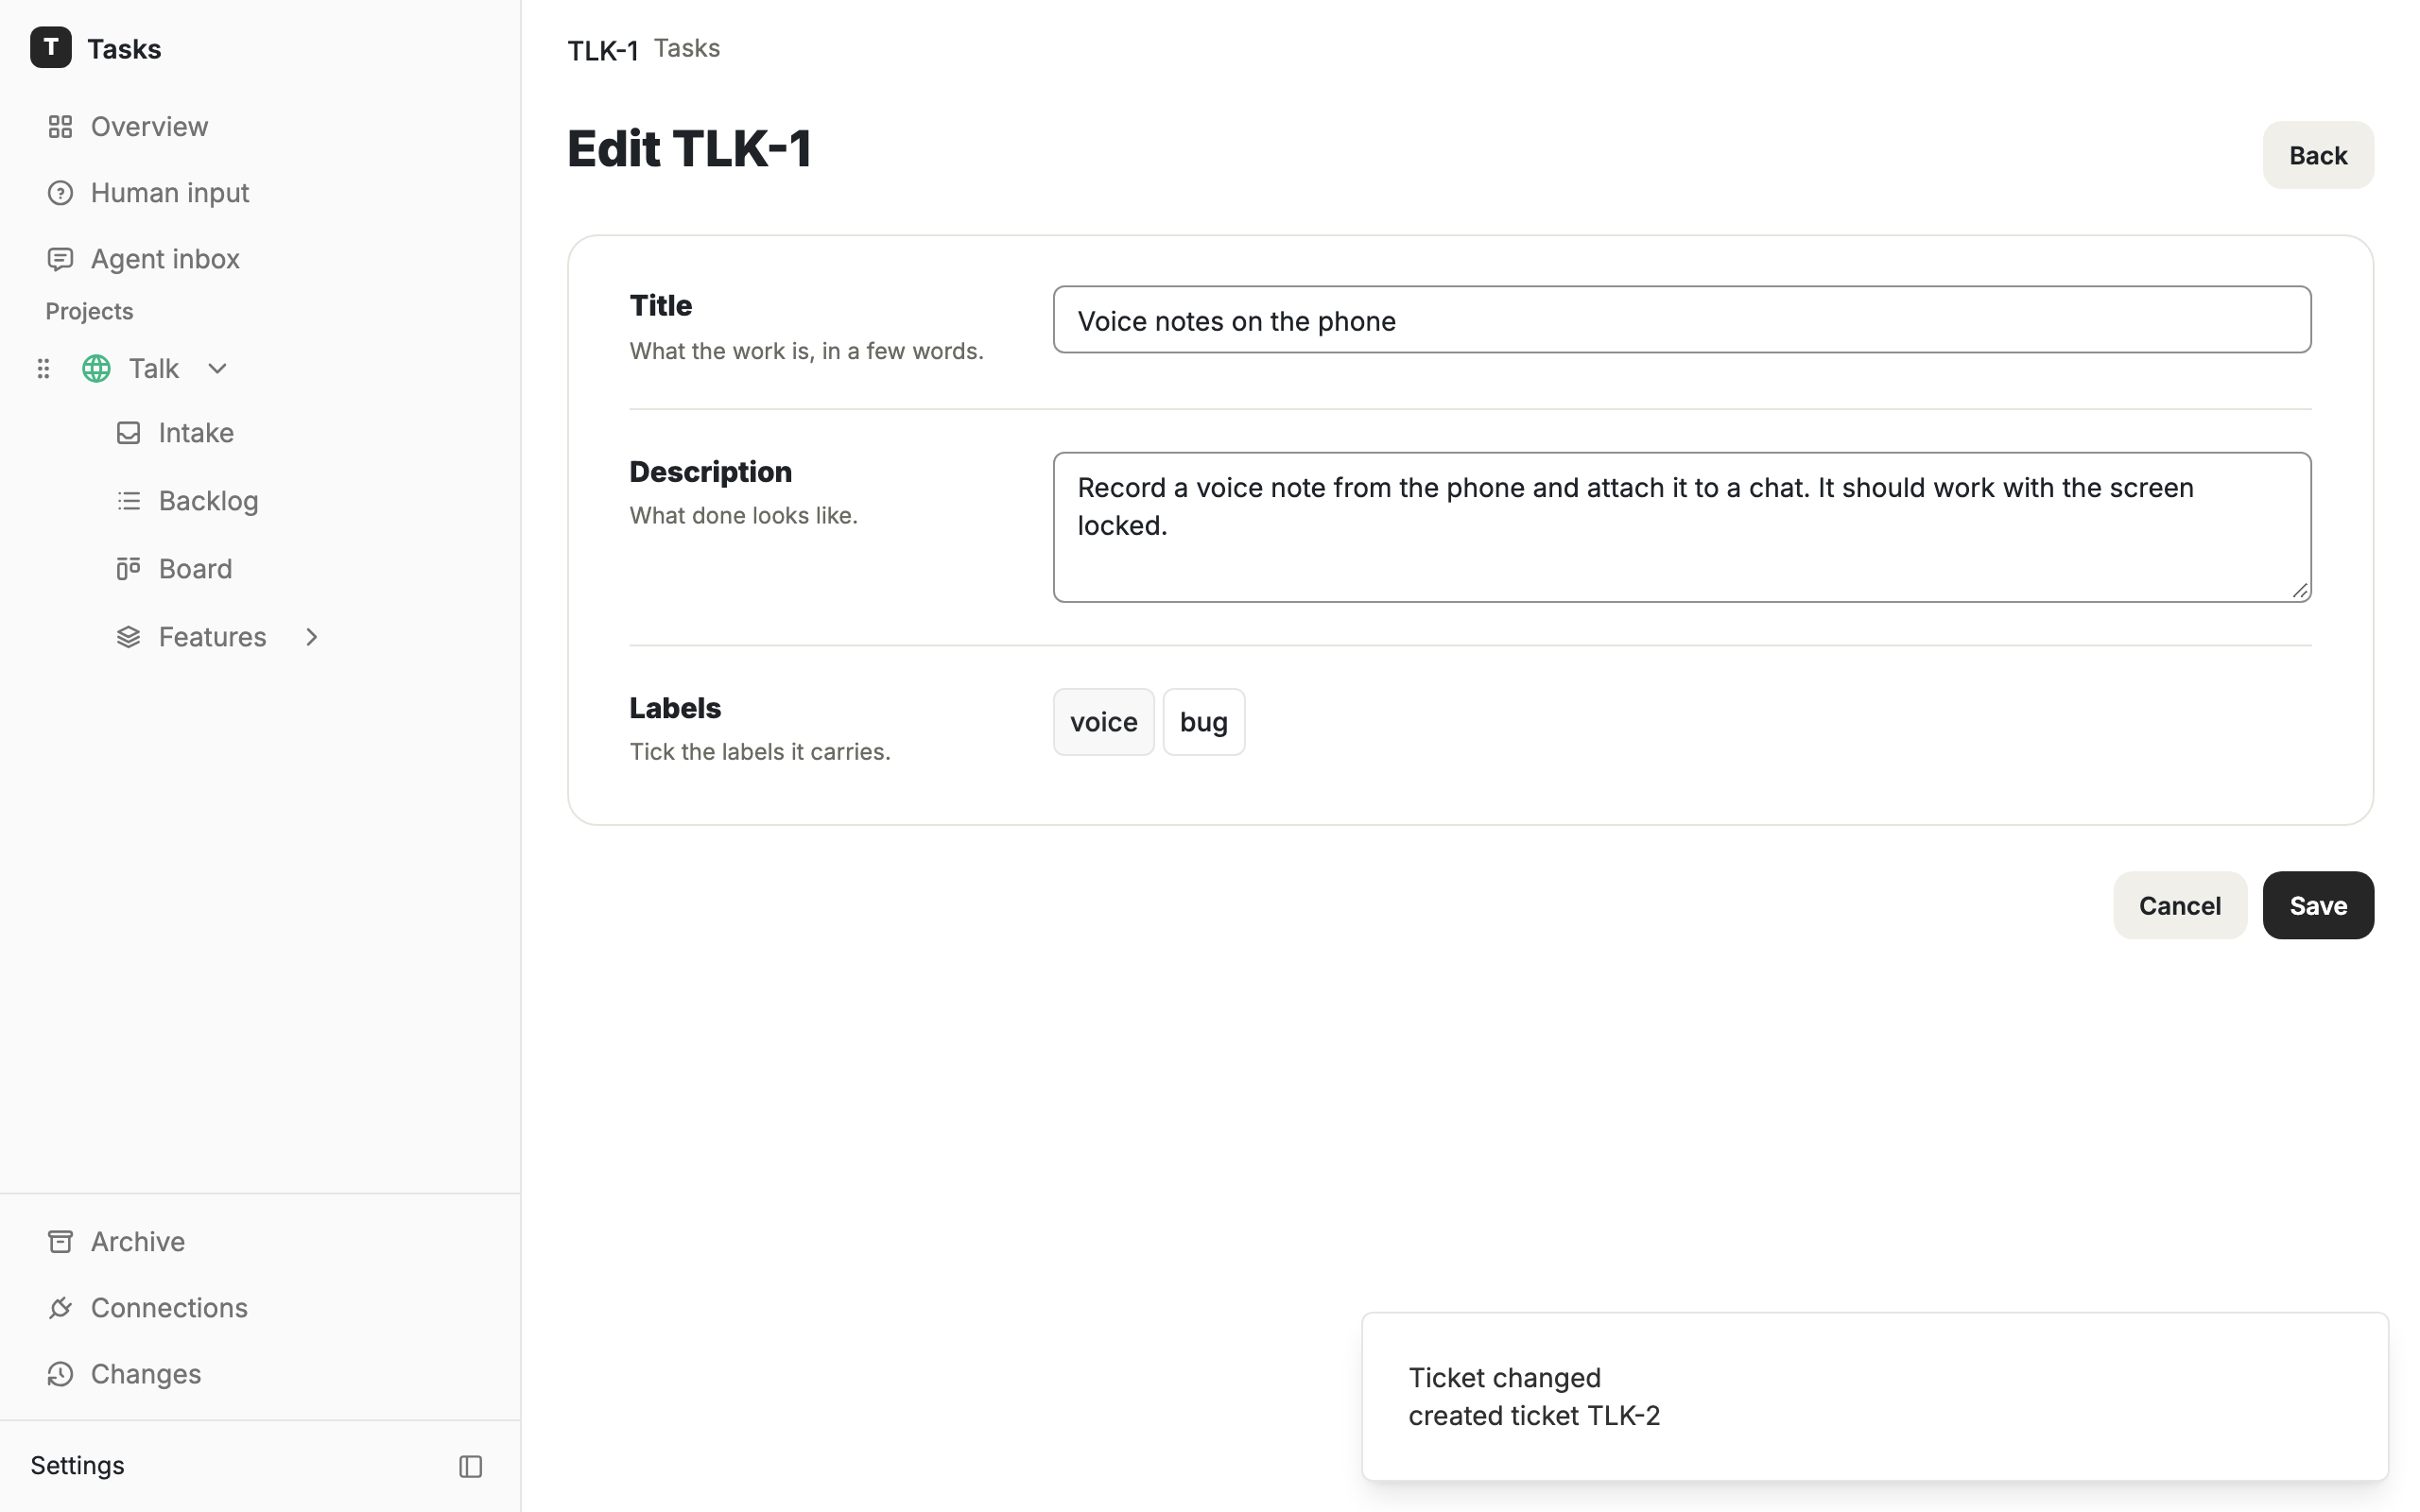 T Tasks
Overview
Human input
Agent inbox
Projects
Talk
Intake
Backlog
Board
Features
Archive
Connections
Changes
Settings
TLK-1 Tasks
Edit TLK-1
Back
Title
What the work is, in a few words.
Voice notes on the phone
Description
What done looks like.
Record a voice note from the phone and attach it to a chat. It should work with the screen
locked.
Labels
Tick the labels it carries.
voice bug
Cancel Save
Ticket changed
created ticket TLK-2